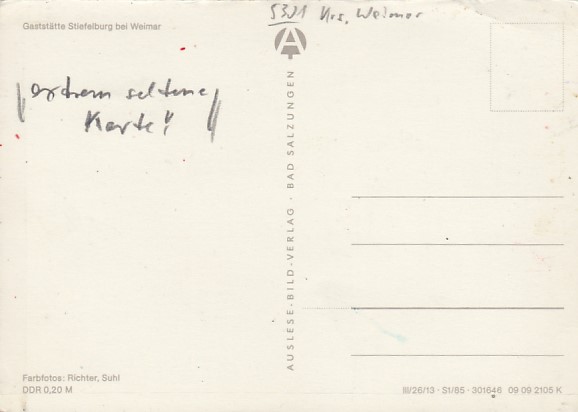 5301 Krs. Weimar
Gaststätte Stiefelburg bei Weimar
extrem seltene
Karte!!
AUSLESE-BILD-VERLAG · BAD SALZUNGEN
Farbfotos: Richter, Suhl
DDR 0,20 M
III/26/13 · S1/85 · 301646 09 09 2105 K